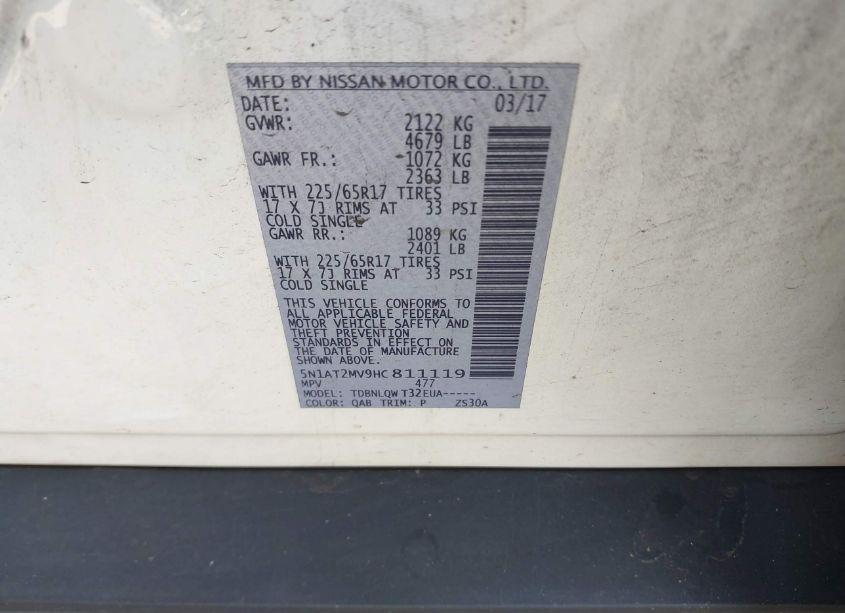 MFD BY NISSAN MOTOR CO., LTD.
DATE: 03/17
GVWR: 2122 KG
4679 LB
GAWR FR.: 1072 KG
2363 LB
WITH 225/65R17 TIRES
17 X 7J RIMS AT 33 PSI
COLD SINGLE
GAWR RR.: 1089 KG
2401 LB
WITH 225/65R17 TIRES
17 X 7J RIMS AT 33 PSI
COLD SINGLE
THIS VEHICLE CONFORMS TO
ALL APPLICABLE FEDERAL
MOTOR VEHICLE SAFETY AND
THEFT PREVENTION
STANDARDS IN EFFECT ON
THE DATE OF MANUFACTURE
SHOWN ABOVE.
5N1AT2MV9HC811119
MPV 477
MODEL: TDBNLQW T32EUA-----
COLOR: QAB TRIM: P ZS30A